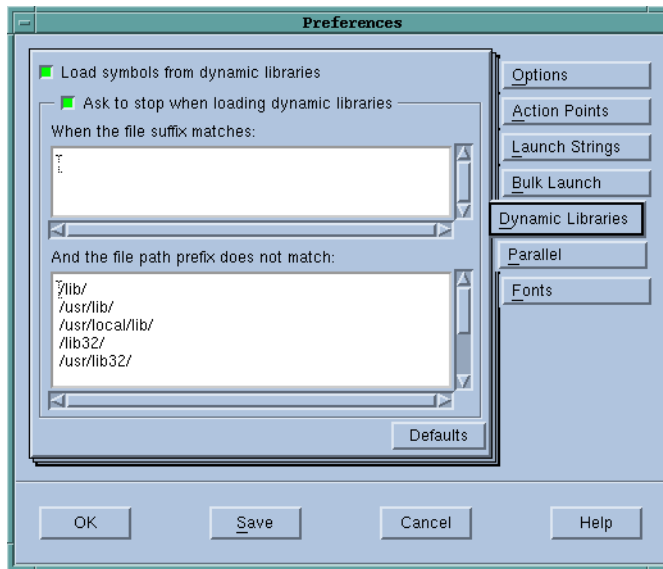 Preferences
Load symbols from dynamic libraries
Ask to stop when loading dynamic libraries
When the file suffix matches:
And the file path prefix does not match:
/lib/
/usr/lib/
/usr/local/lib/
/lib32/
/usr/lib32/
Defaults
Options
Action Points
Launch Strings
Bulk Launch
Dynamic Libraries
Parallel
Fonts
OK
Save
Cancel
Help